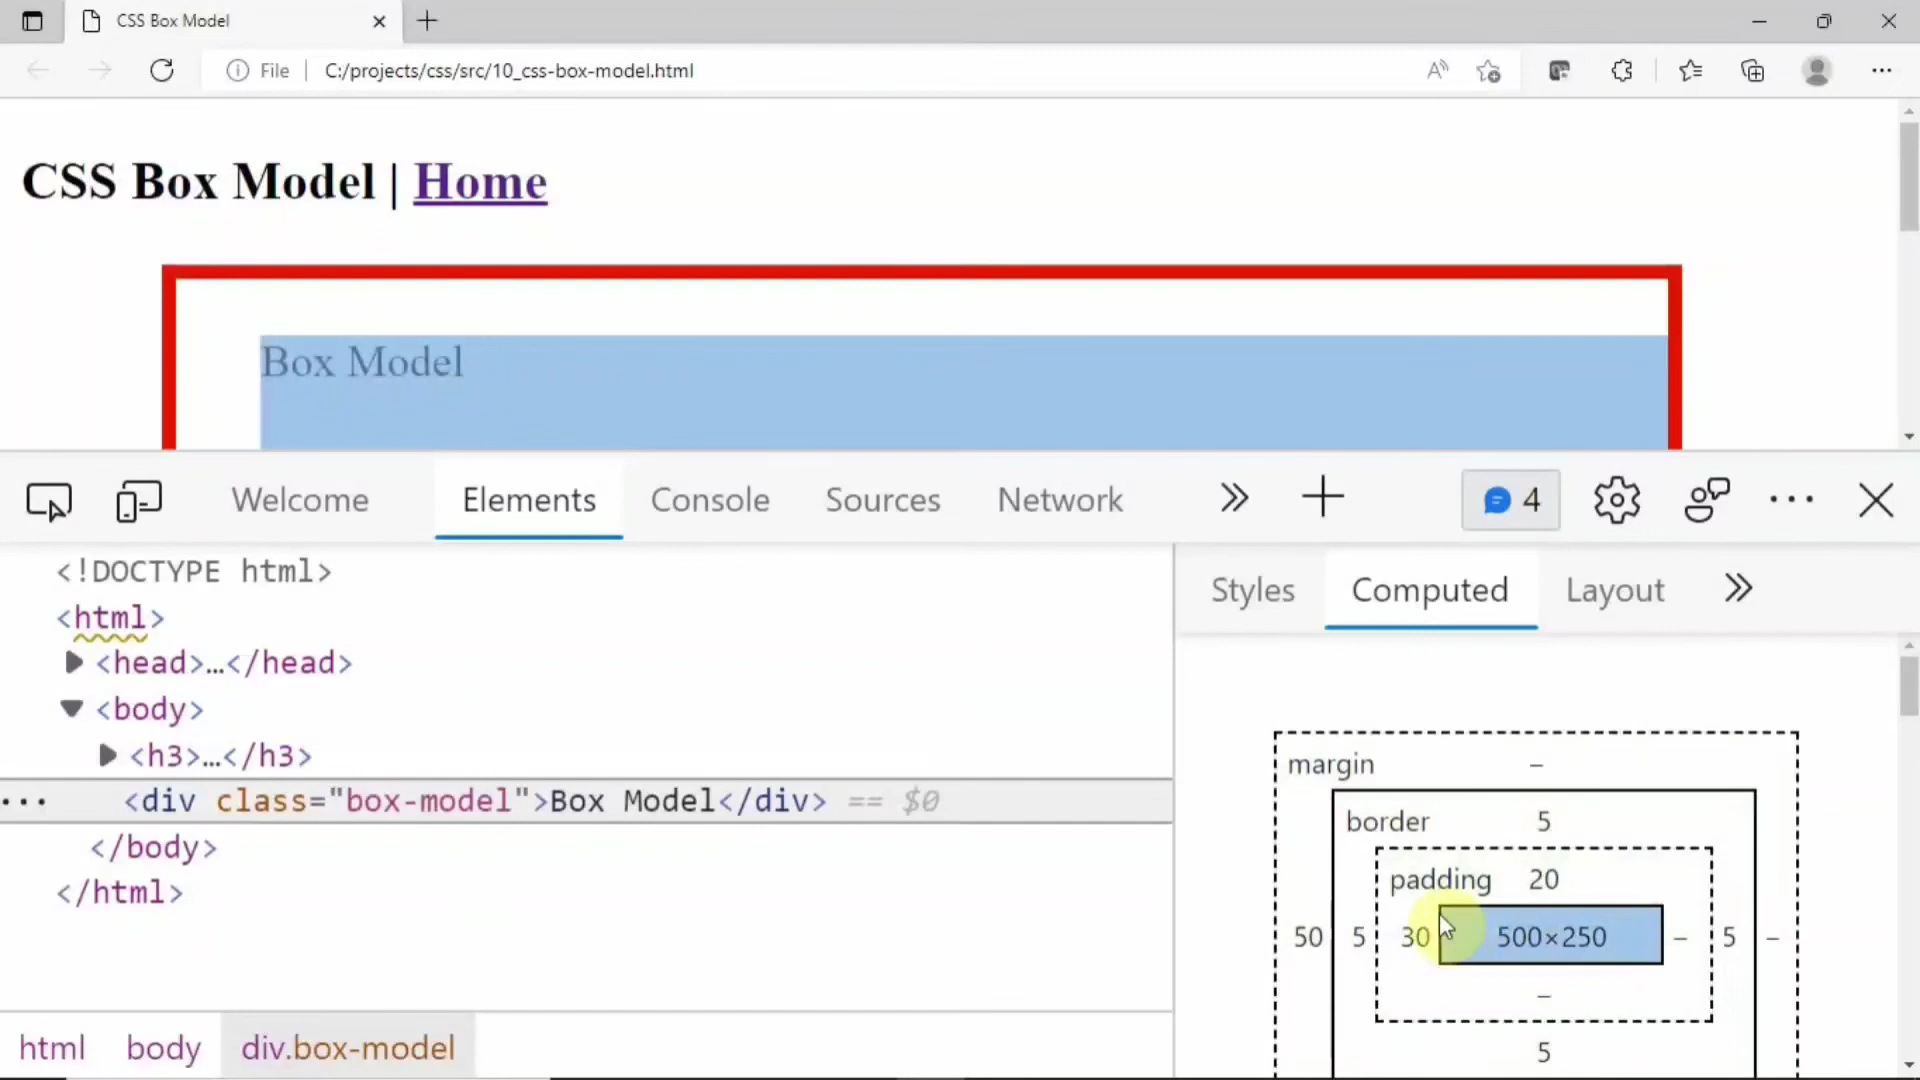 CSS Box Model
File C:/projects/css/src/10_css-box-model.html
CSS Box Model | Home
Box Model
Welcome Elements Console Sources Network 4
<!DOCTYPE html>
<html>
<head>…</head>
<body>
<h3>…</h3>
<div class="box-model">Box Model</div> == $0
</body>
</html>
html body div.box-model
Styles Computed Layout
margin –
border 5
padding 20
50 5 30 500×250 – 5 –
–
5